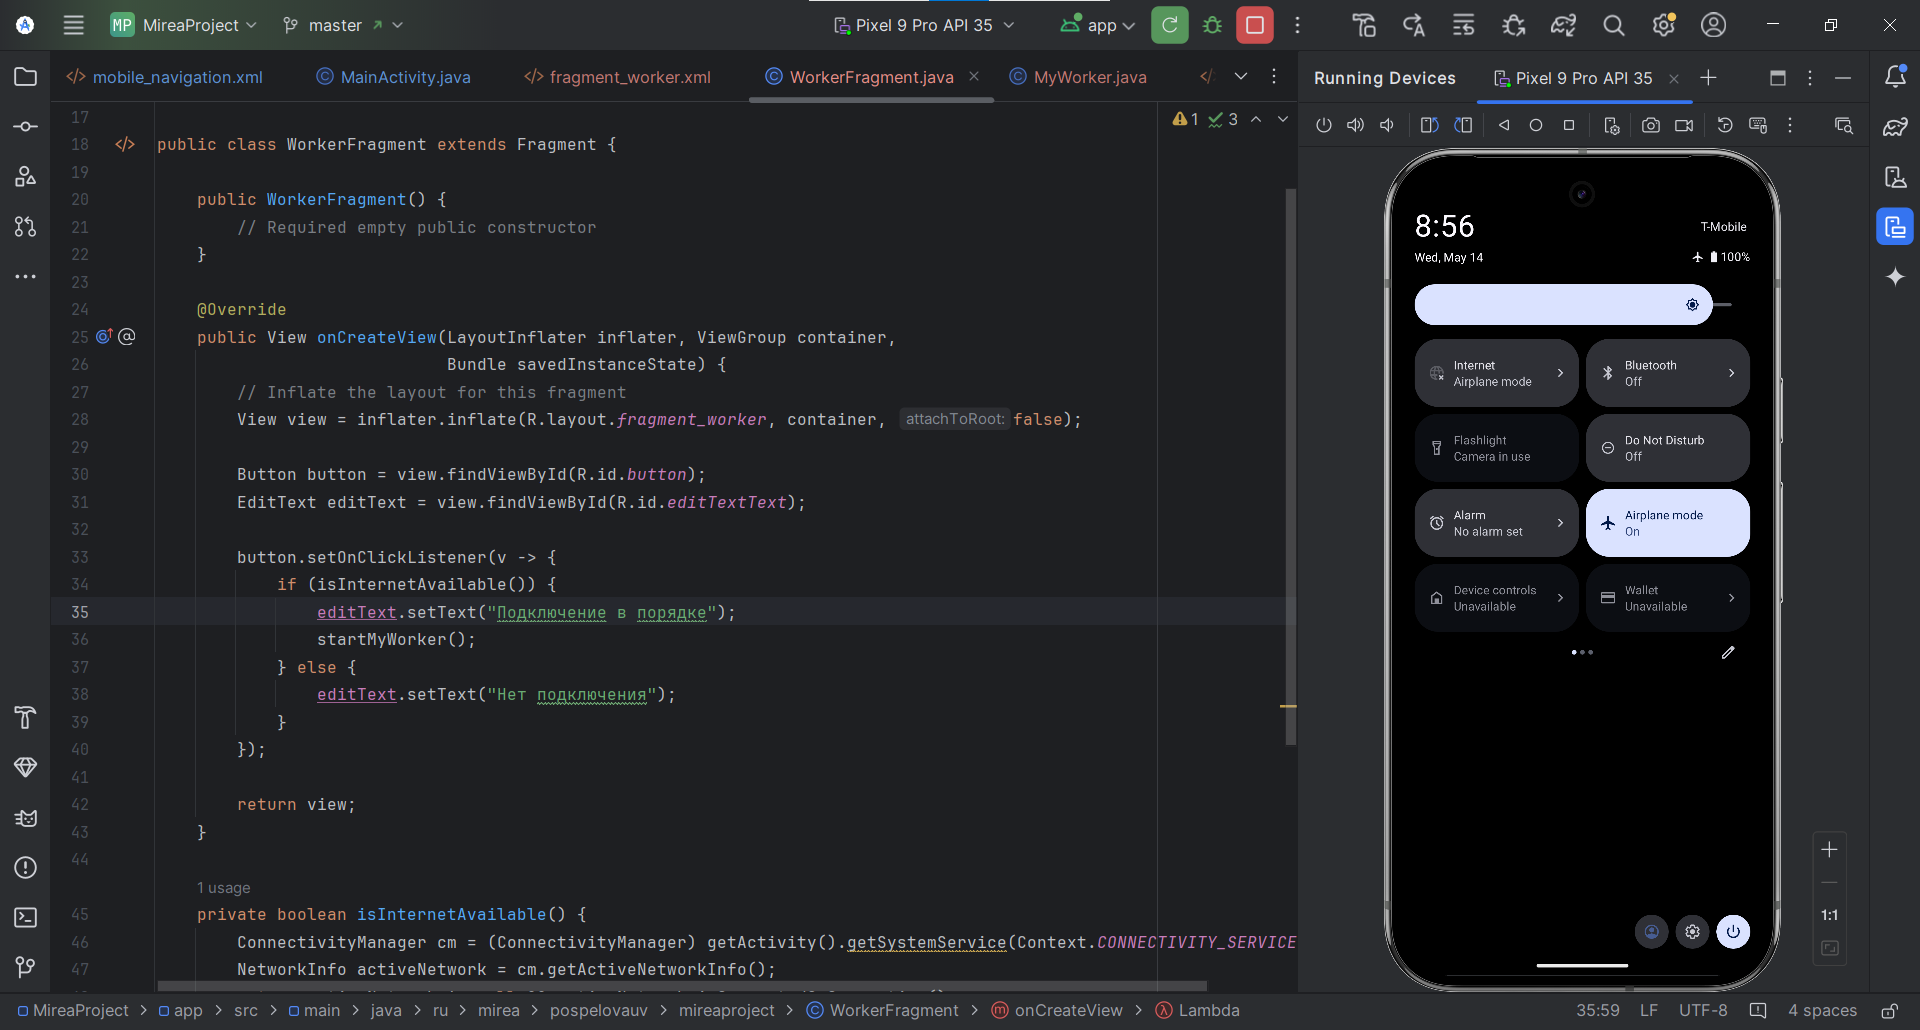 MP MireaProject master Pixel 9 Pro API 35 app
mobile_navigation.xml MainActivity.java fragment_worker.xml WorkerFragment.java MyWorker.java
Running Devices Pixel 9 Pro API 35
1 3
17
18 public class WorkerFragment extends Fragment {
19
20 public WorkerFragment() {
21 // Required empty public constructor
22 }
23
24 @Override
25 public View onCreateView(LayoutInflater inflater, ViewGroup container,
26 Bundle savedInstanceState) {
27 // Inflate the layout for this fragment
28 View view = inflater.inflate(R.layout.fragment_worker, container, attachToRoot: false);
29
30 Button button = view.findViewById(R.id.button);
31 EditText editText = view.findViewById(R.id.editTextText);
32
33 button.setOnClickListener(v -> {
34 if (isInternetAvailable()) {
35 editText.setText("Подключение в порядке");
36 startMyWorker();
37 } else {
38 editText.setText("Нет подключения");
39 }
40 });
41
42 return view;
43 }
44
1 usage
45 private boolean isInternetAvailable() {
46 ConnectivityManager cm = (ConnectivityManager) getActivity().getSystemService(Context.CONNECTIVITY_SERVICE
47 NetworkInfo activeNetwork = cm.getActiveNetworkInfo();
8:56
T-Mobile
Wed, May 14
100%
Internet
Airplane mode
Bluetooth
Off
Flashlight
Camera in use
Do Not Disturb
Off
Alarm
No alarm set
Airplane mode
On
Device controls
Unavailable
Wallet
Unavailable
1:1
MireaProject > app > src > main > java > ru > mirea > pospelovauv > mireaproject > WorkerFragment > onCreateView > Lambda
35:59 LF UTF-8 4 spaces